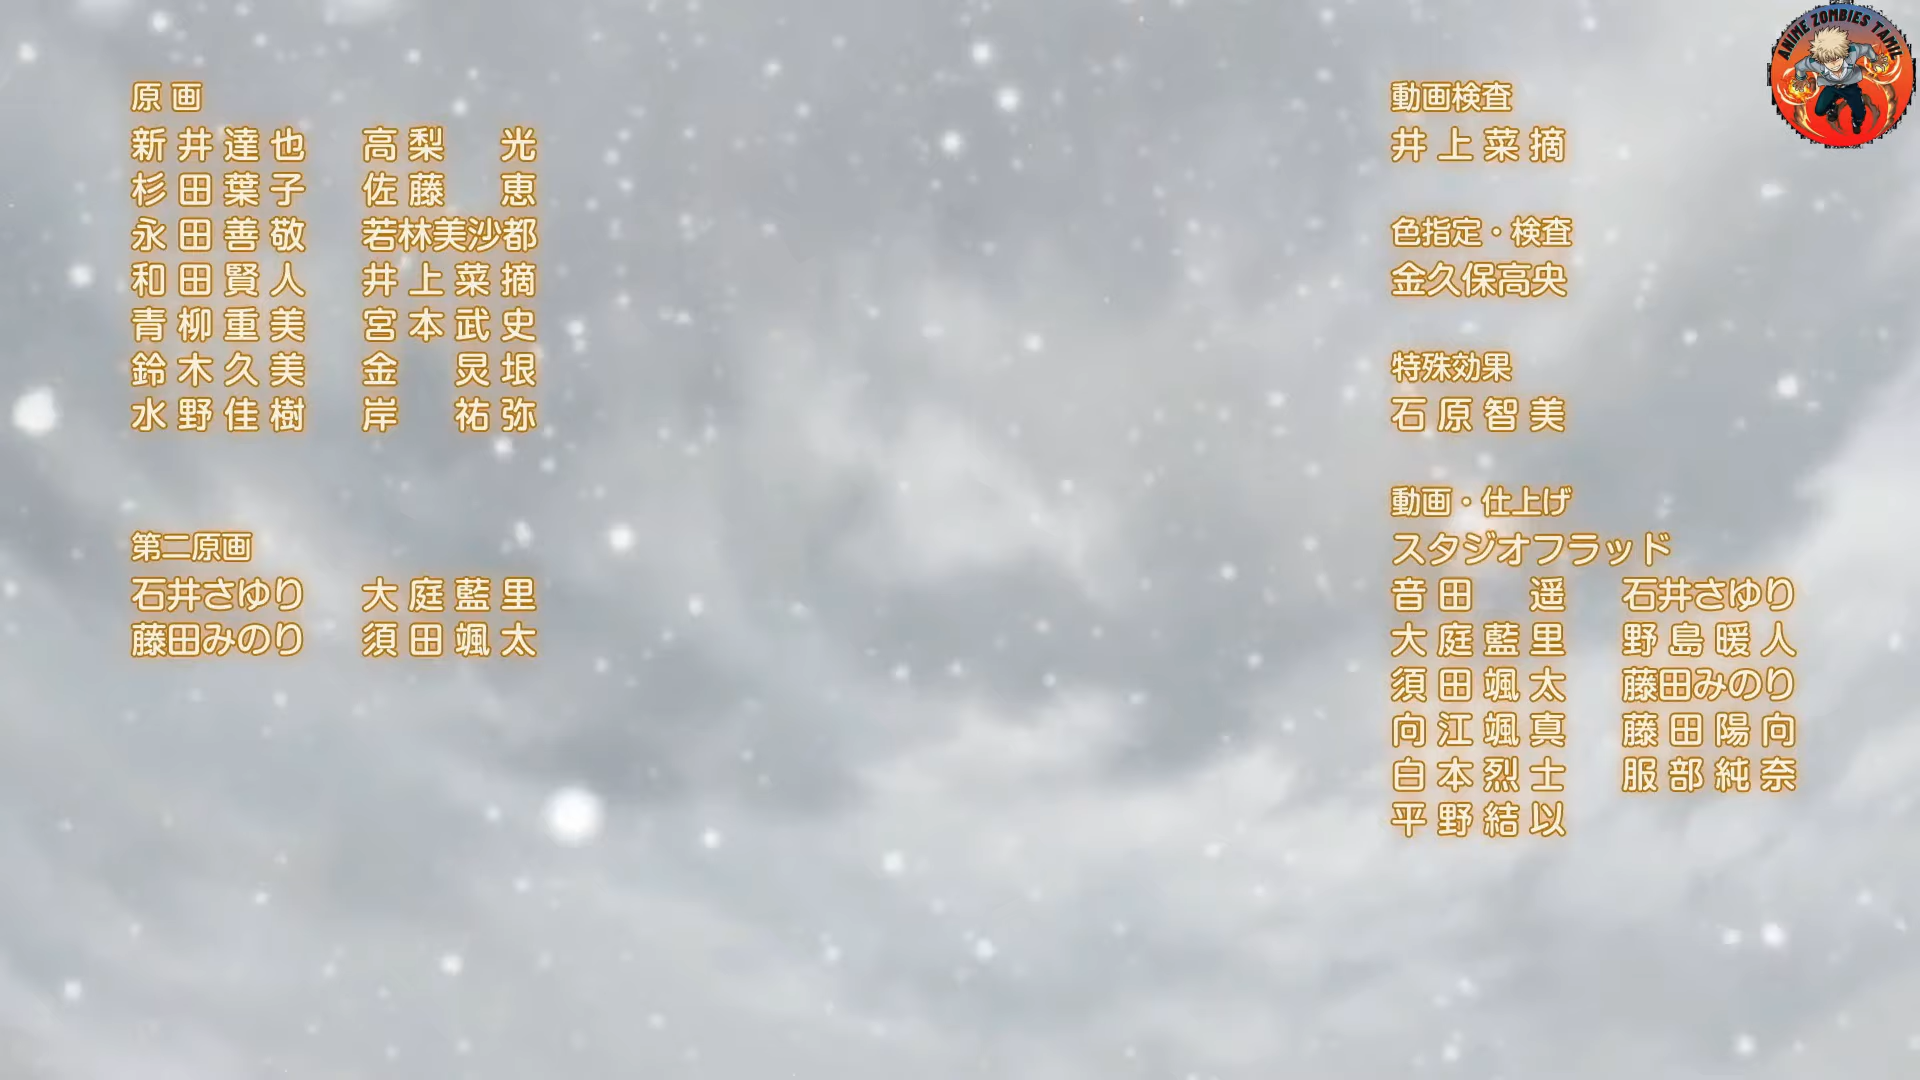 原画
新井達也 高梨 光
杉田葉子 佐藤 恵
永田善敬 若林美沙都
和田賢人 井上菜摘
青柳重美 宮本武史
鈴木久美 金 炅垠
水野佳樹 岸 祐弥
第二原画
石井さゆり 大庭藍里
藤田みのり 須田颯太
動画検査
井上菜摘
色指定・検査
金久保高央
特殊効果
石原智美
動画・仕上げ
スタジオフラッド
音田 遥 石井さゆり
大庭藍里 野島暖人
須田颯太 藤田みのり
向江颯真 藤田陽向
白本烈士 服部純奈
平野結以
ANIME ZOMBIES TAMIL